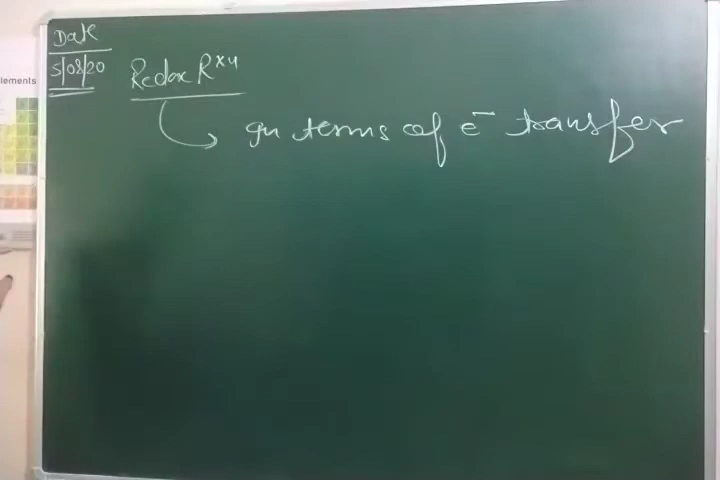 Date
5/08/20
Redox Rxn
In terms of e⁻ transfer
elements